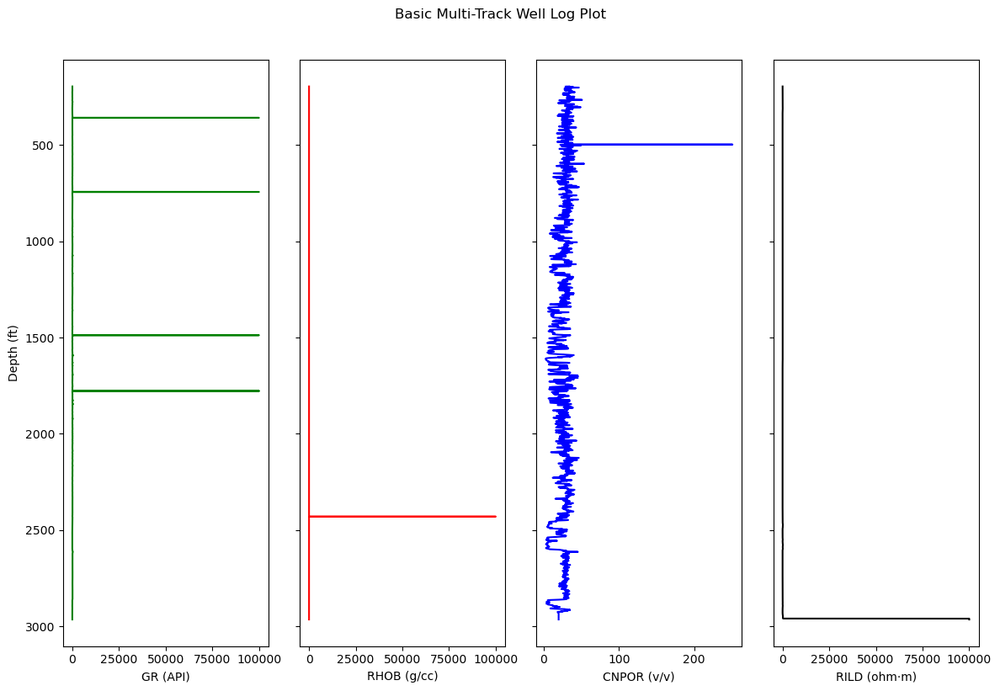 Basic Multi-Track Well Log Plot
Depth (ft)
500
1000
1500
2000
2500
3000
0 25000 50000 75000 100000
GR (API)
0 25000 50000 75000 100000
RHOB (g/cc)
0 100 200
CNPOR (v/v)
0 25000 50000 75000 100000
RILD (ohm·m)